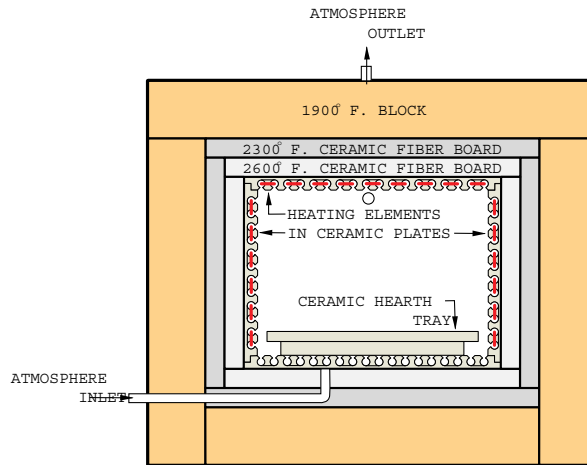 ATMOSPHERE
OUTLET
1900° F. BLOCK
2300° F. CERAMIC FIBER BOARD
2600° F. CERAMIC FIBER BOARD
HEATING ELEMENTS
IN CERAMIC PLATES
CERAMIC HEARTH
TRAY
ATMOSPHERE
INLET